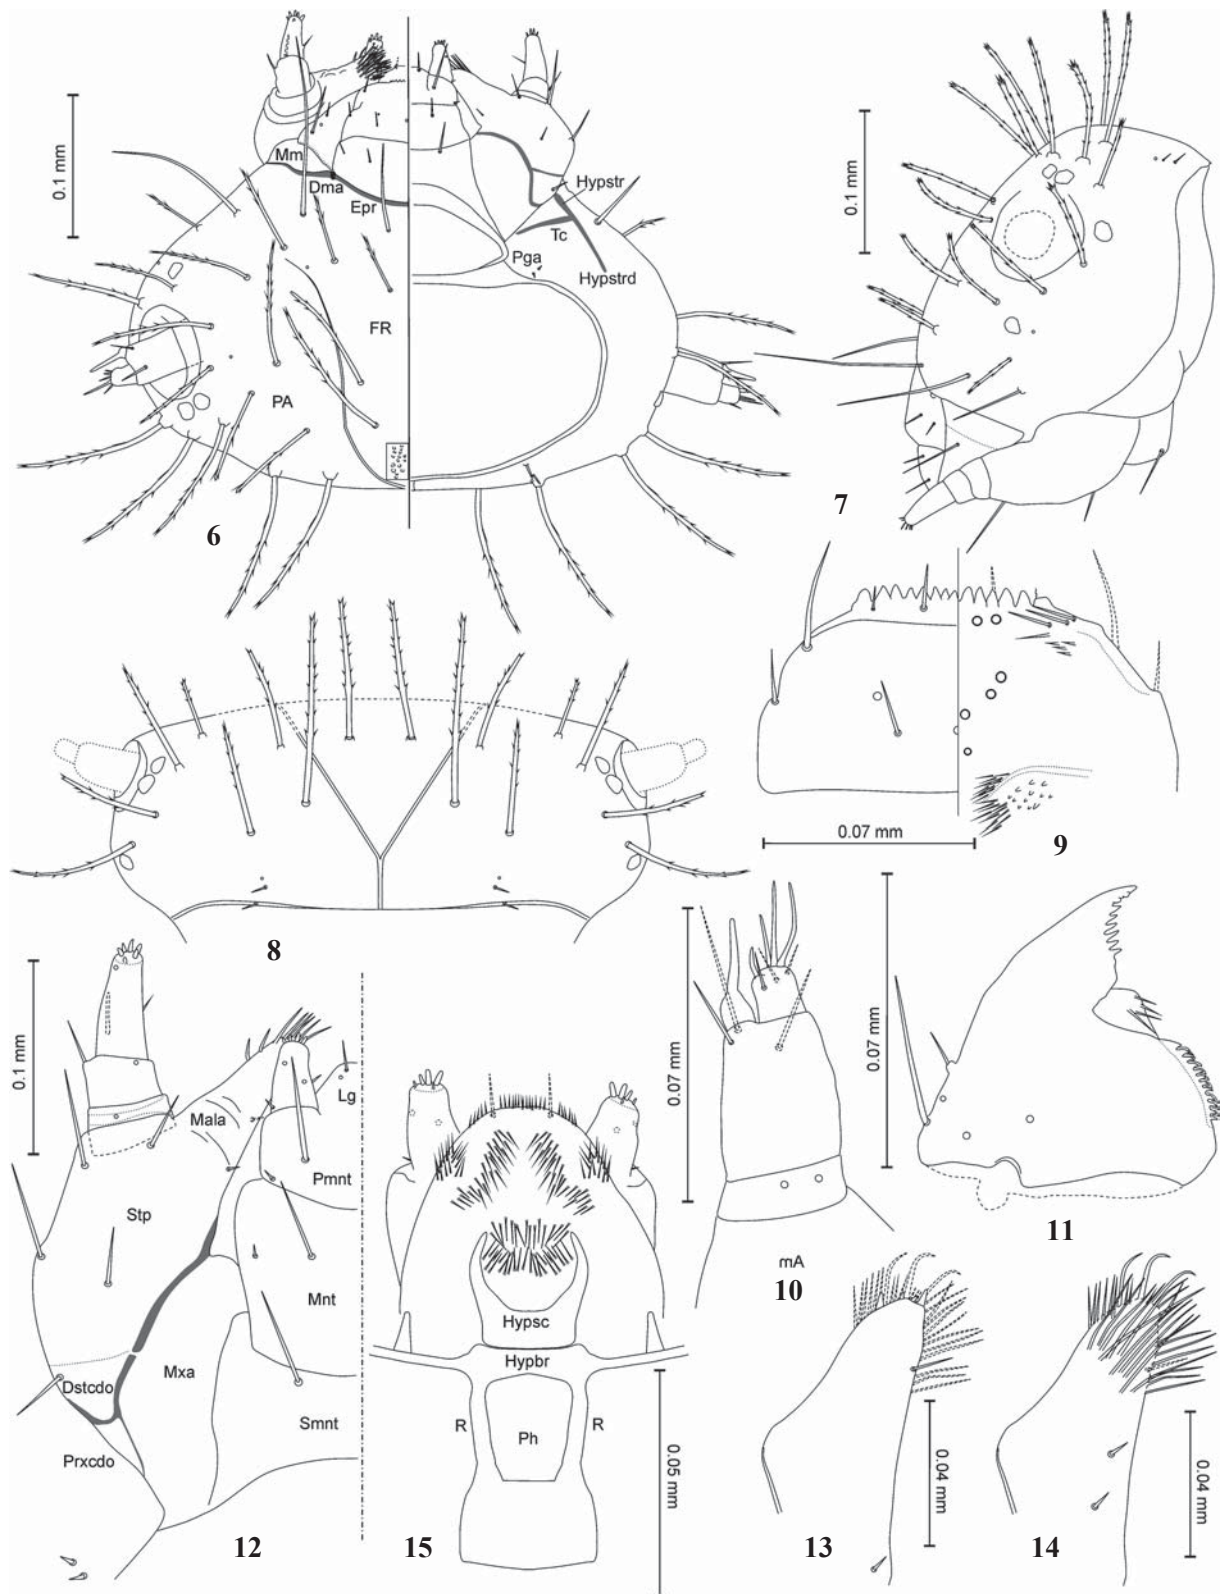 0.1 mm
Mm
Dma
Epr
Hypstr
Tc
Pga
Hypstrd
FR
PA
6
0.1 mm
7
8
0.07 mm
9
0.1 mm
Mala
Lg
Pmnt
Stp
Mnt
Mxa
Dstcdo
Smnt
Prxcdo
12
Hypsc
Hypbr
R
Ph
R
0.05 mm
15
0.07 mm
mA
10
0.07 mm
11
0.04 mm
13
0.04 mm
14